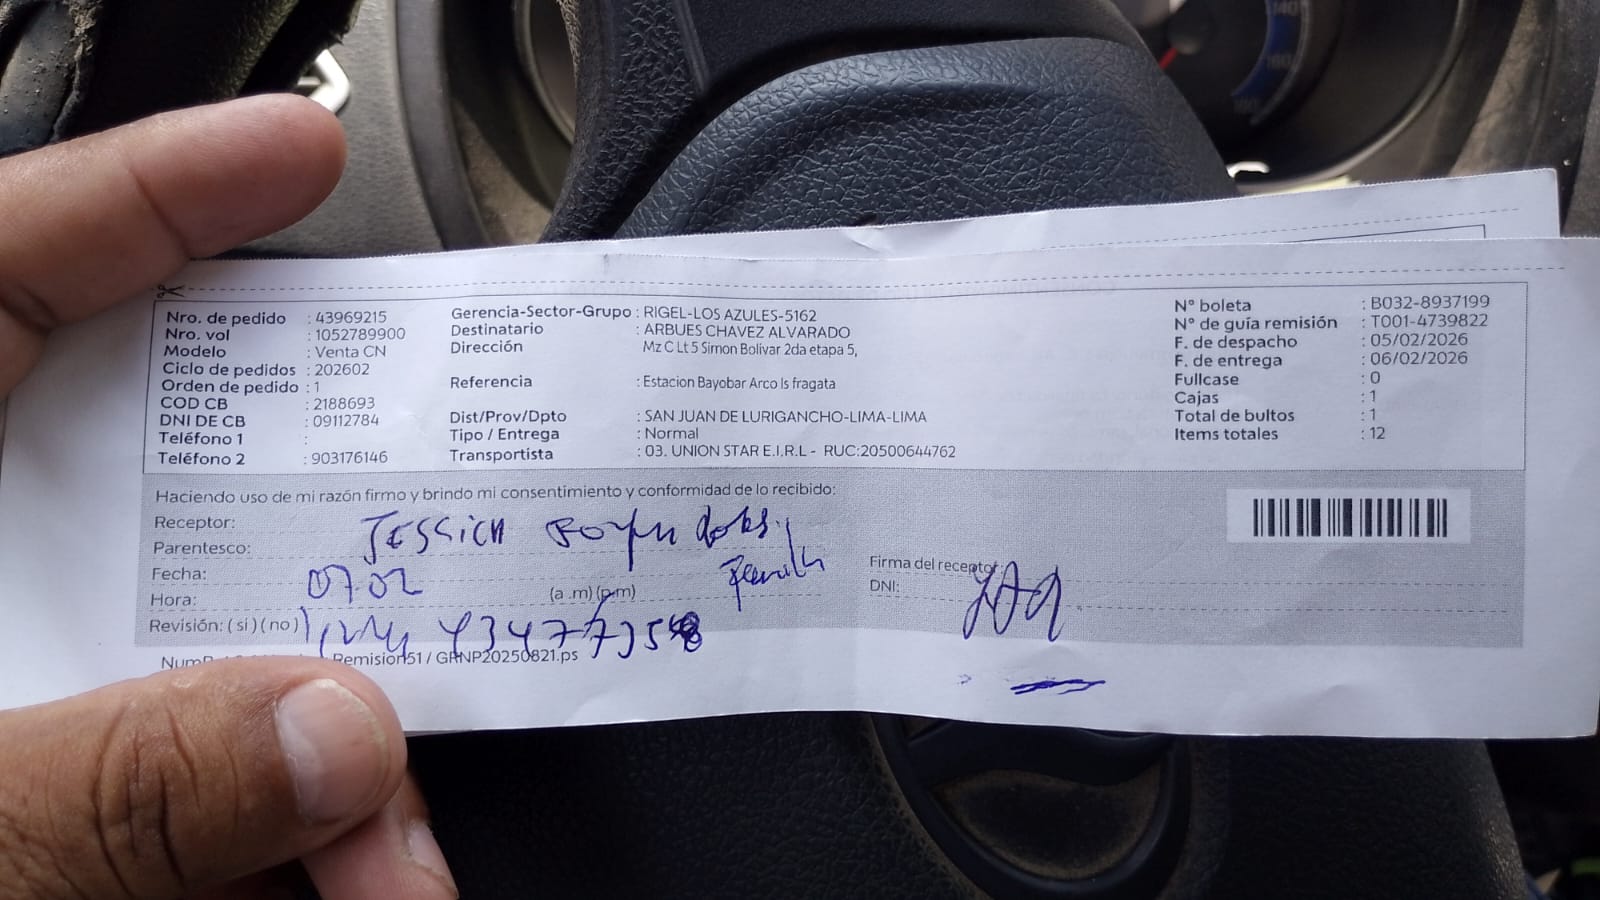 Nro. de pedido : 43969215
Nro. vol : 1052789900
Modelo : Venta CN
Ciclo de pedidos : 202602
Orden de pedido : 1
COD CB : 2188693
DNI DE CB : 09112784
Teléfono 1 :
Teléfono 2 : 903176146
Gerencia-Sector-Grupo : RIGEL-LOS AZULES-5162
Destinatario : ARBUES CHAVEZ ALVARADO
Dirección Mz C Lt 5 Simon Bolívar 2da etapa 5,
Referencia : Estacion Bayobar Arco ls fragata
Dist/Prov/Dpto : SAN JUAN DE LURIGANCHO-LIMA-LIMA
Tipo / Entrega : Normal
Transportista : 03. UNION STAR E.I.R.L - RUC:20500644762
N° boleta : B032-8937199
N° de guía remisión : T001-4739822
F. de despacho : 05/02/2026
F. de entrega : 06/02/2026
Fullcase : 0
Cajas : 1
Total de bultos : 1
Items totales : 12
Haciendo uso de mi razón firmo y brindo mi consentimiento y conformidad de lo recibido:
Receptor: Jessica
Parentesco:
Fecha: 07 02
Hora: (a .m) (p.m)
Revisión: ( si ) ( no )
Firma del receptor:
DNI:
Remision51 / GRNP20250821.ps